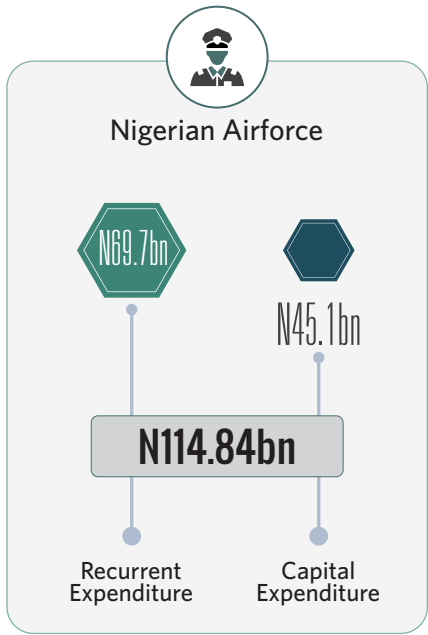 Nigerian Airforce
N69.7bn
N45.1bn
N114.84bn
Recurrent
Expenditure
Capital
Expenditure